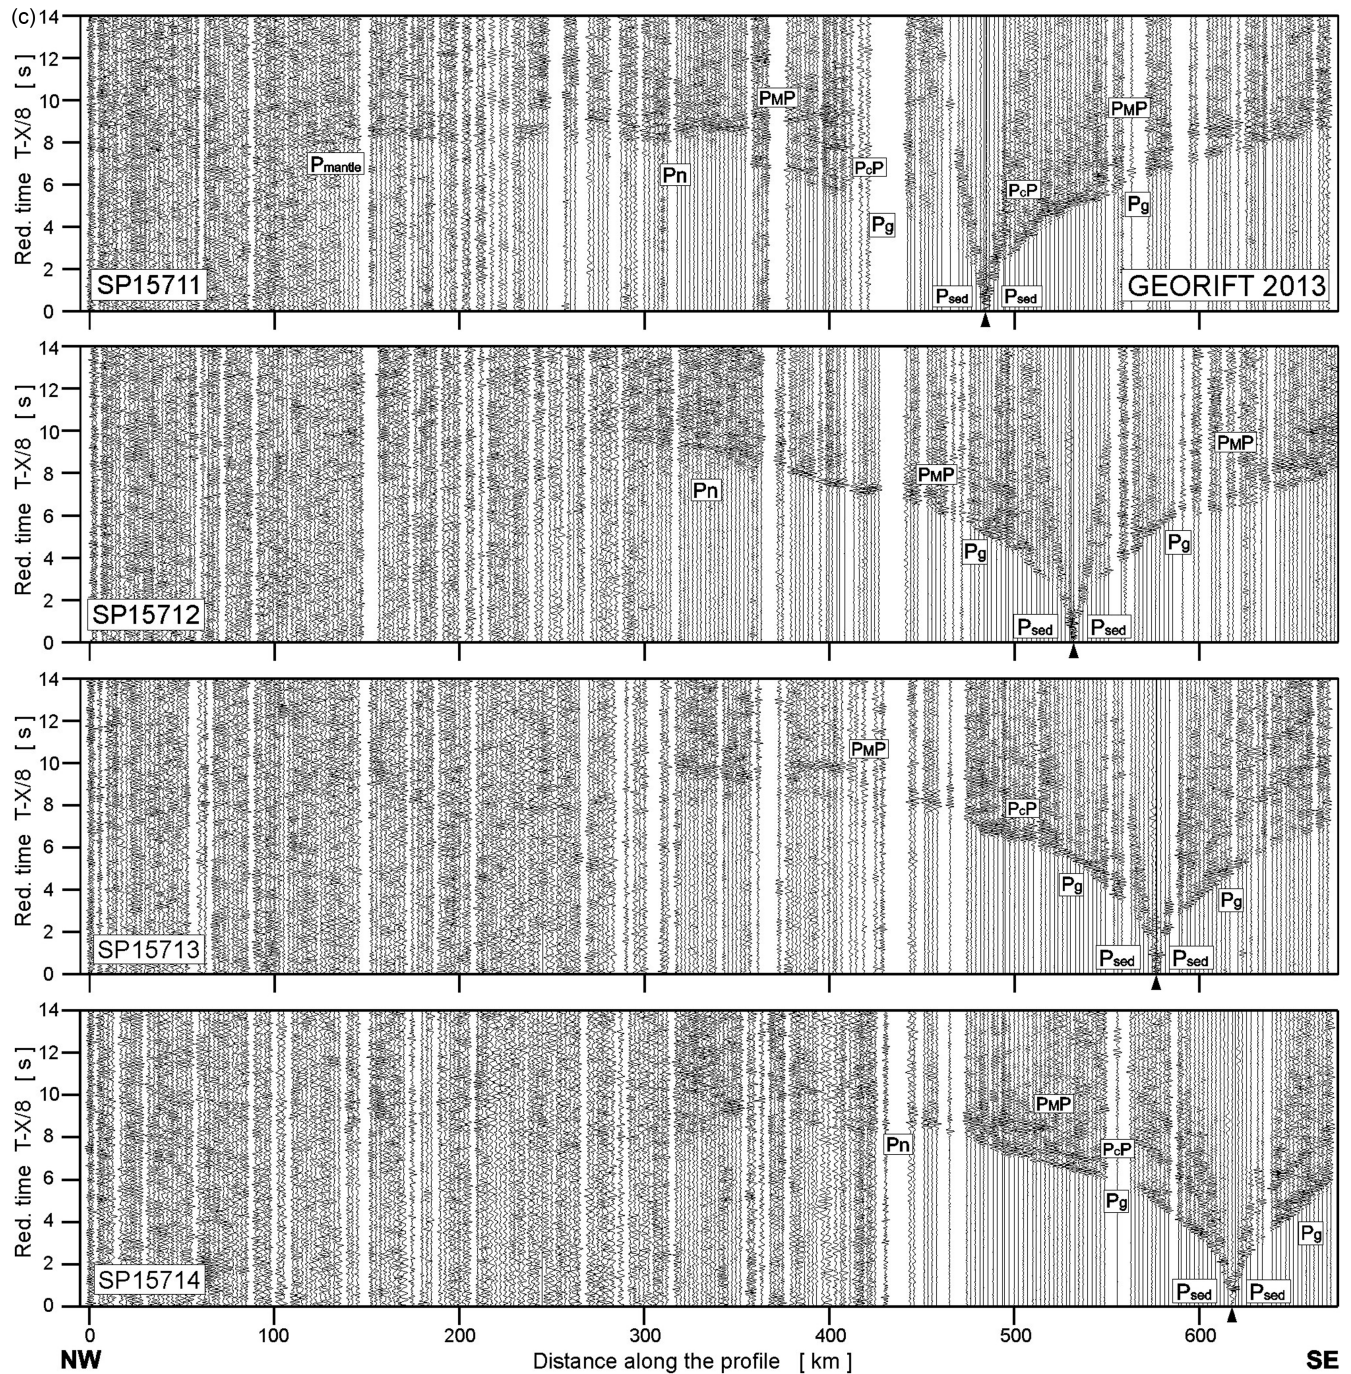 (c)
14
12
10
8
6
4
2
0
Red. time T-X/8 [ s ]
PMP
PMP
Pmantle
Pn
PcP
PcP
Pg
Pg
SP15711
Psed
Psed
GEORIFT 2013
14
12
10
8
6
4
2
0
Red. time T-X/8 [ s ]
PMP
PMP
Pn
Pg
Pg
SP15712
Psed
Psed
14
12
10
8
6
4
2
0
Red. time T-X/8 [ s ]
PMP
PcP
Pg
Pg
SP15713
Psed
Psed
14
12
10
8
6
4
2
0
Red. time T-X/8 [ s ]
PMP
Pn
PcP
Pg
Pg
SP15714
Psed
Psed
0 100 200 300 400 500 600
NW Distance along the profile [ km ] SE